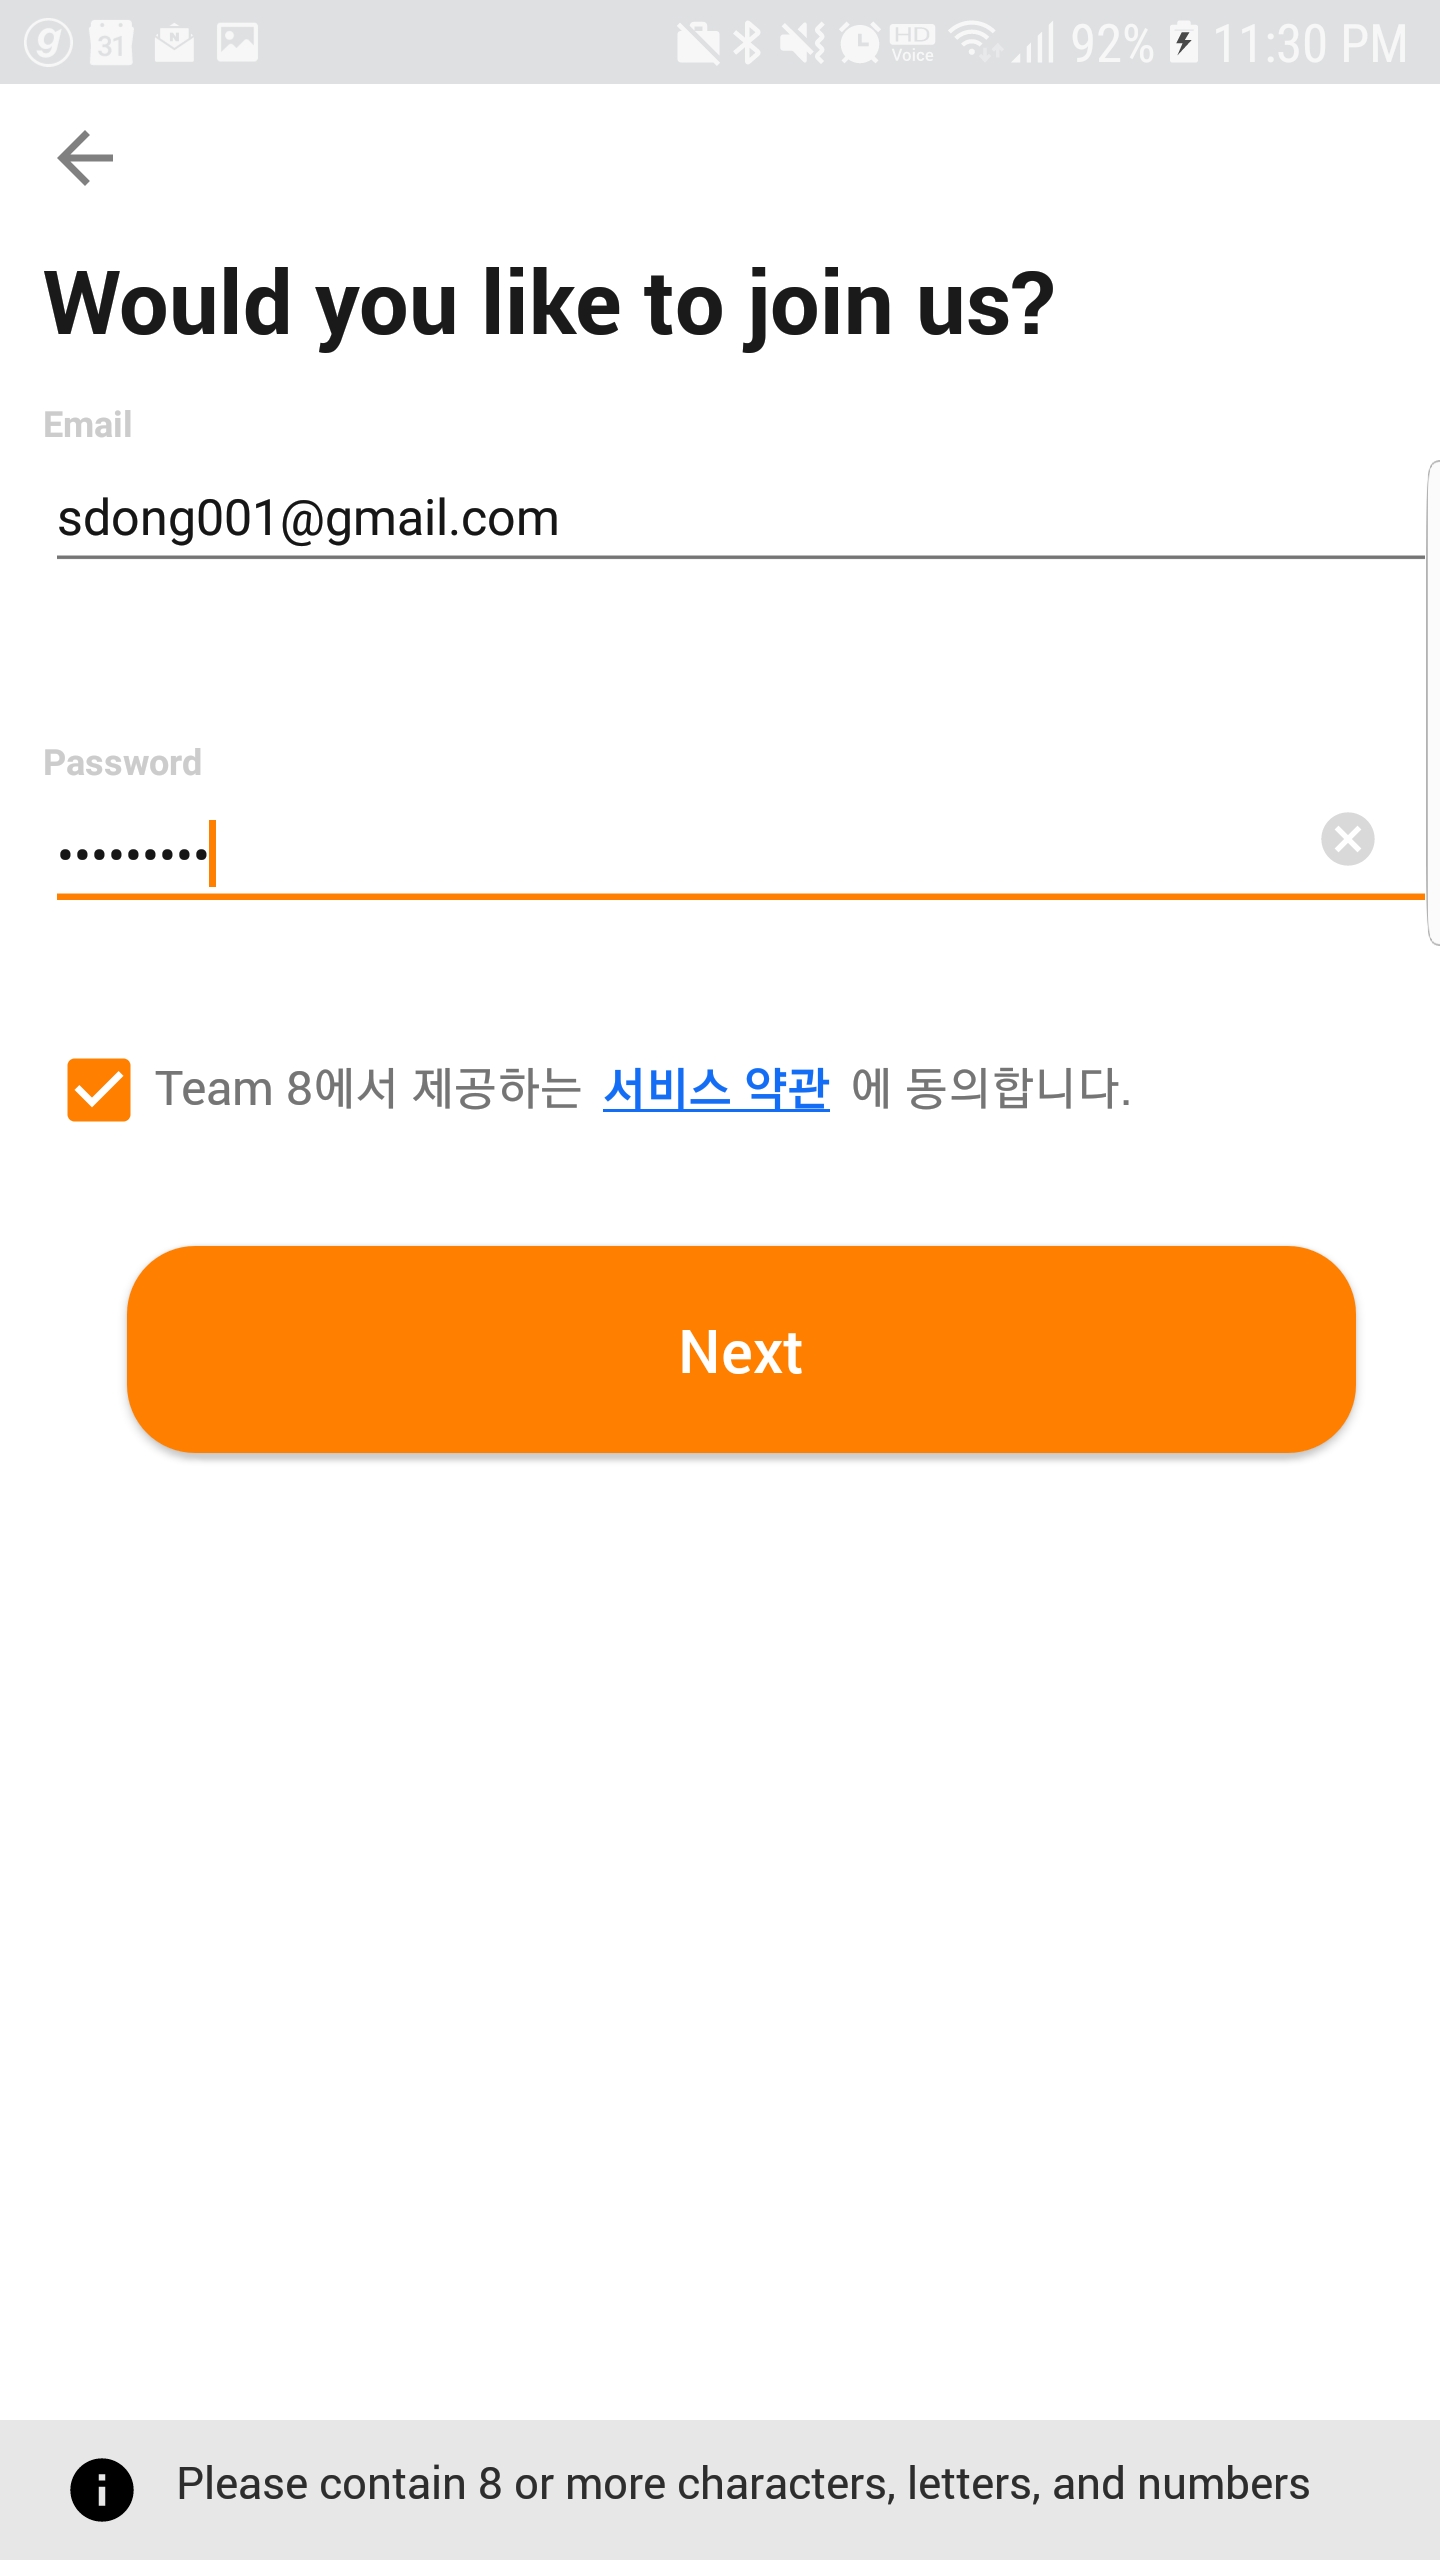 g 31 N HD Voice 92% 11:30 PM
Would you like to join us?
Email
sdong001@gmail.com
Password
•••••••••
Team 8에서 제공하는 서비스 약관 에 동의합니다.
Next
Please contain 8 or more characters, letters, and numbers